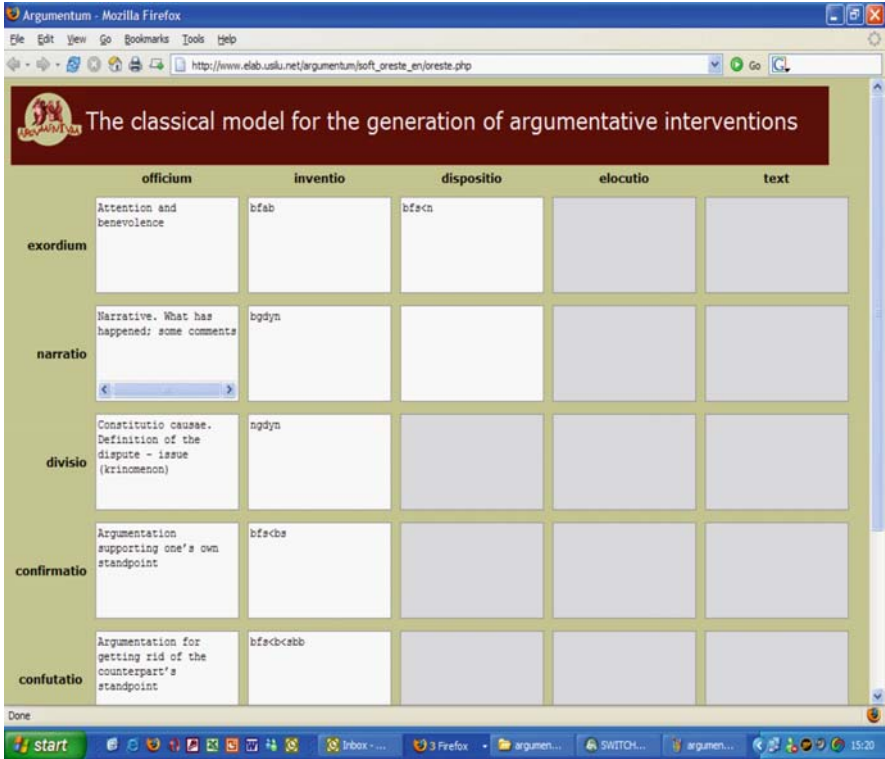 Argumentum - Mozilla Firefox
File Edit View Go Bookmarks Tools Help
http://www.elab.usilu.net/argumentum/soft_oreste_en/oreste.php
Go
ARGUMENTUM
The classical model for the generation of argumentative interventions
officium inventio dispositio elocutio text
exordium
Attention and
benevolence
bfab
bfs<n
narratio
Narrative. What has
happened; some comments
bgdyn
divisio
Constitutio causae.
Definition of the
dispute - issue
(krinomenon)
ngdyn
confirmatio
Argumentation
supporting one's own
standpoint
bfs<bs
confutatio
Argumentation for
getting rid of the
counterpart's
standpoint
bfs<b<sbb
Done
start Inbox -... 3 Firefox argumen... SWITCH... argumen... 15:20